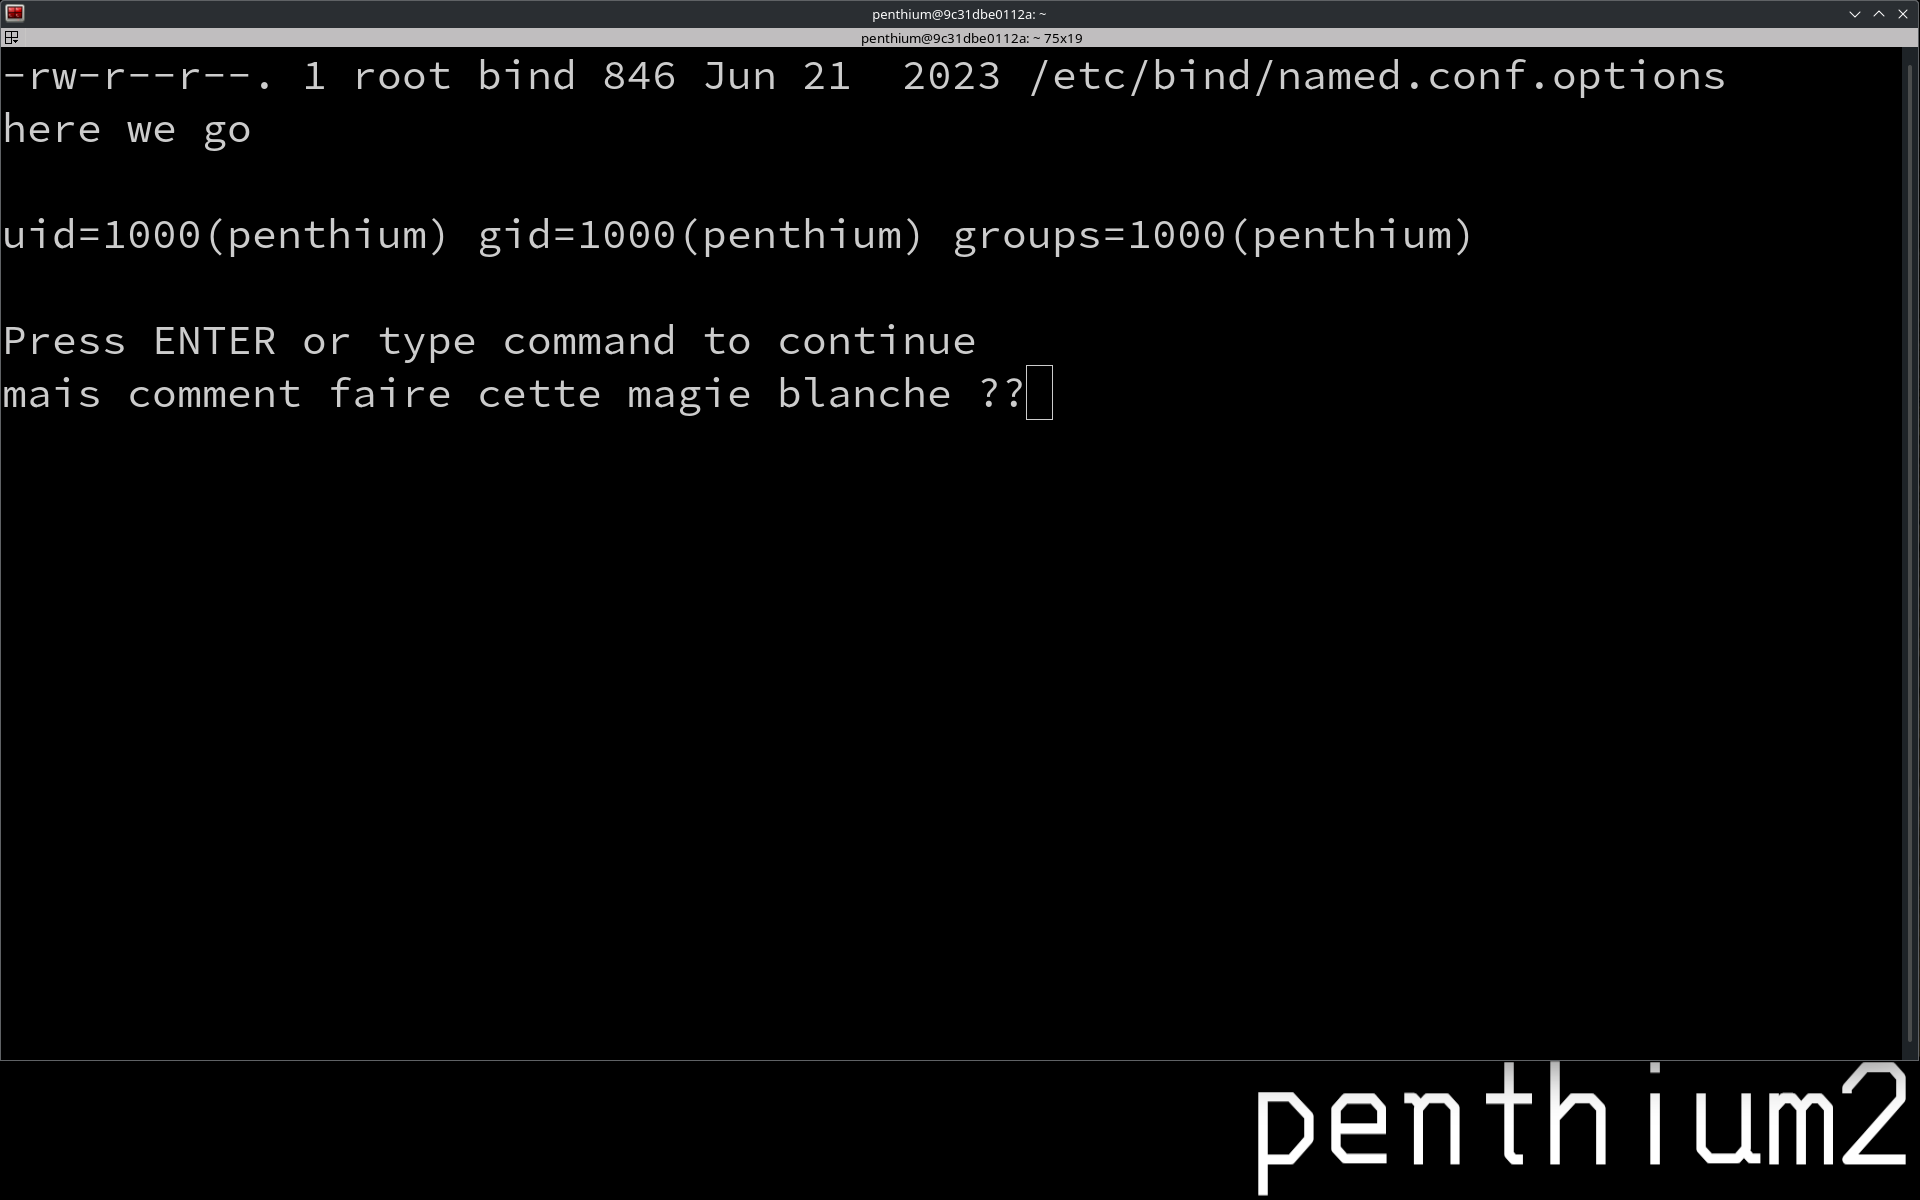 penthium@9c31dbe0112a: ~
penthium@9c31dbe0112a: ~ 75x19
-rw-r--r--. 1 root bind 846 Jun 21  2023 /etc/bind/named.conf.options
here we go
uid=1000(penthium) gid=1000(penthium) groups=1000(penthium)
Press ENTER or type command to continue
mais comment faire cette magie blanche ??
penthium2